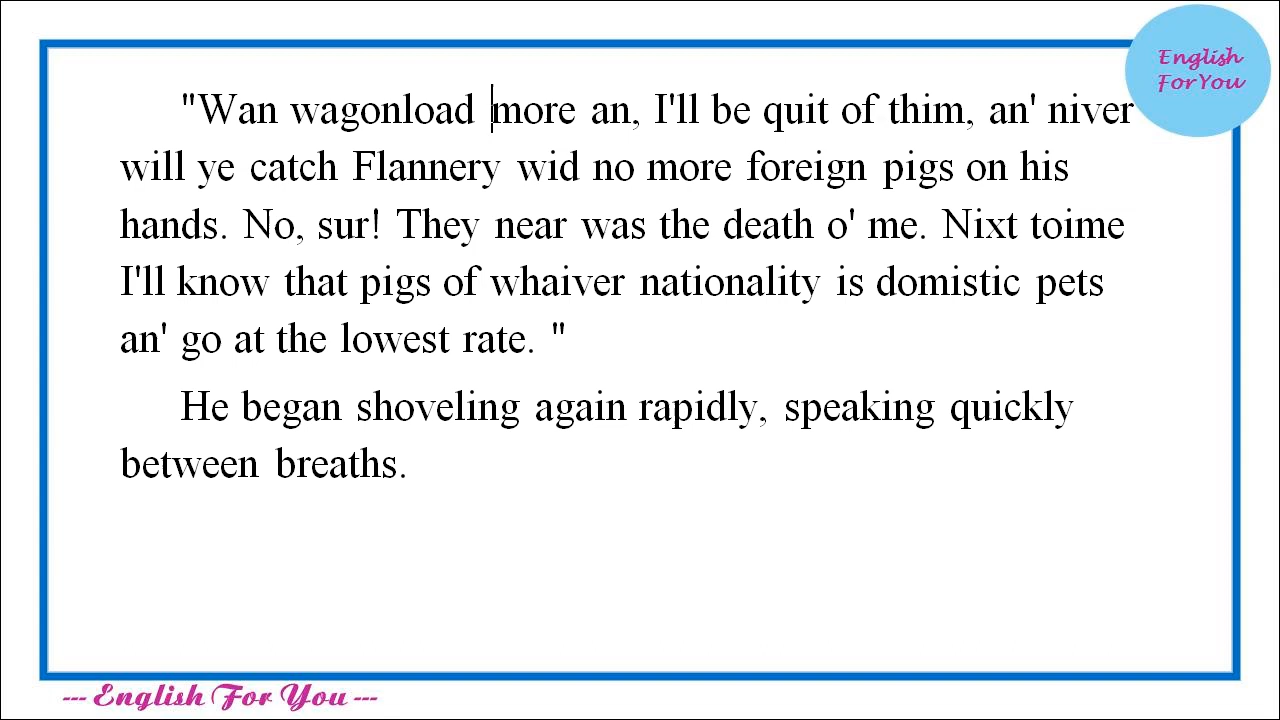 English
ForYou
"Wan wagonload more an, I'll be quit of thim, an' niver
will ye catch Flannery wid no more foreign pigs on his
hands. No, sur! They near was the death o' me. Nixt toime
I'll know that pigs of whaiver nationality is domistic pets
an' go at the lowest rate. "
He began shoveling again rapidly, speaking quickly
between breaths.
--- English For You ---